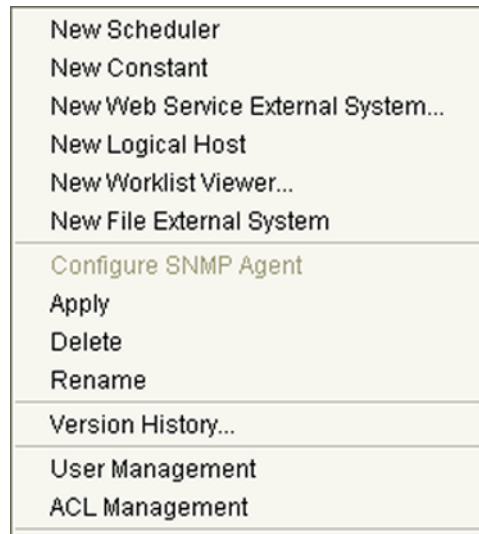 New Scheduler
New Constant
New Web Service External System...
New Logical Host
New Worklist Viewer...
New File External System
Configure SNMP Agent
Apply
Delete
Rename
Version History...
User Management
ACL Management